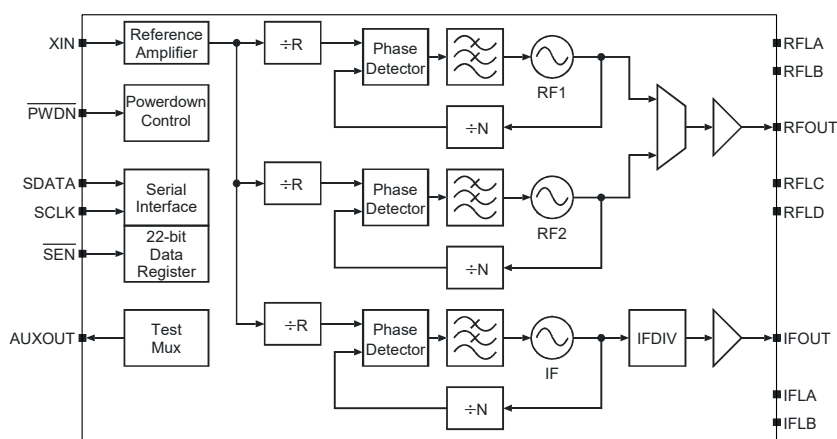 XIN
Reference
Amplifier
÷R
Phase
Detector
RF1
÷N
RFLA
RFLB
PWDN
Powerdown
Control
RFOUT
SDATA
SCLK
Serial
Interface
÷R
Phase
Detector
RF2
÷N
RFLC
RFLD
SEN
22-bit
Data
Register
AUXOUT
Test
Mux
÷R
Phase
Detector
IF
÷N
IFDIV
IFOUT
IFLA
IFLB